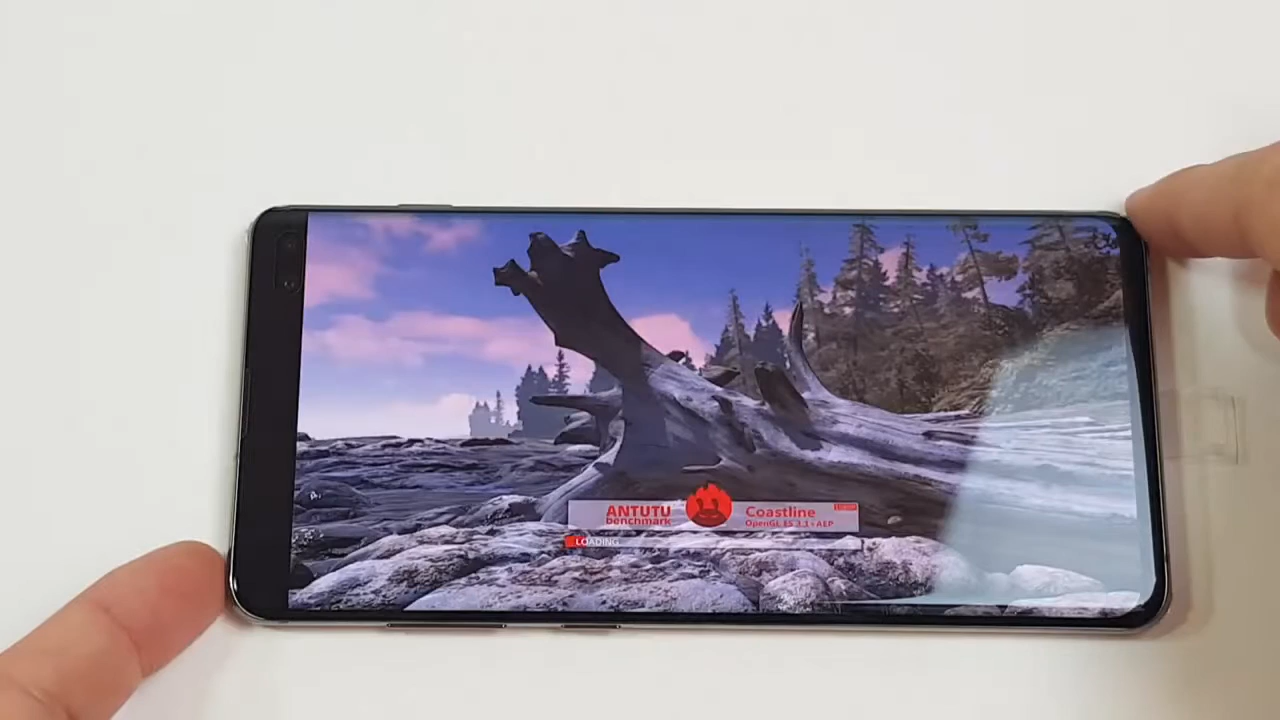 ANTUTU
benchmark
Coastline
OpenGL ES 3.1+AEP
LOADING